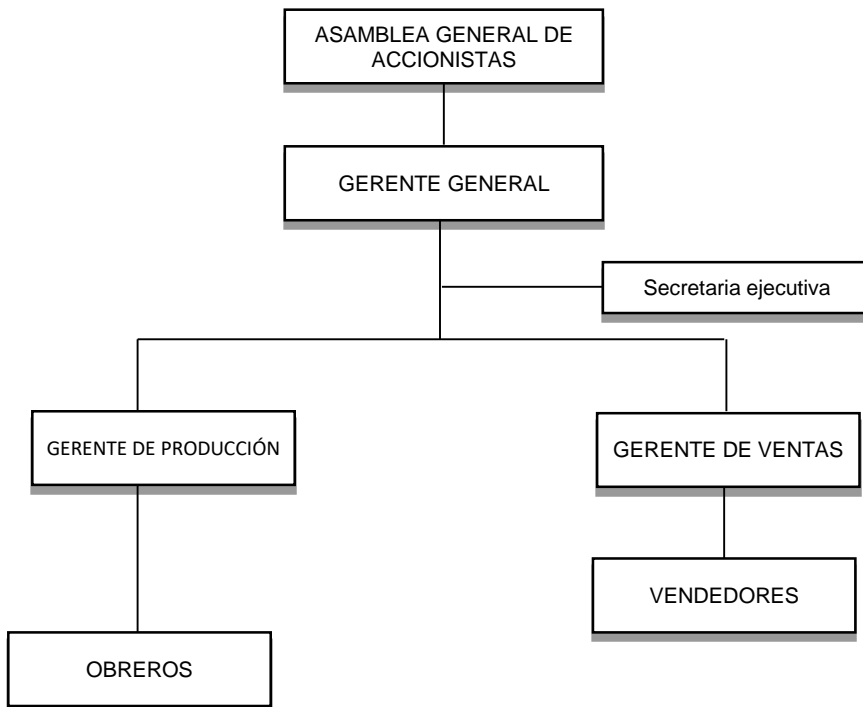 ASAMBLEA GENERAL DE
ACCIONISTAS
GERENTE GENERAL
Secretaria ejecutiva
GERENTE DE PRODUCCIÓN
GERENTE DE VENTAS
VENDEDORES
OBREROS